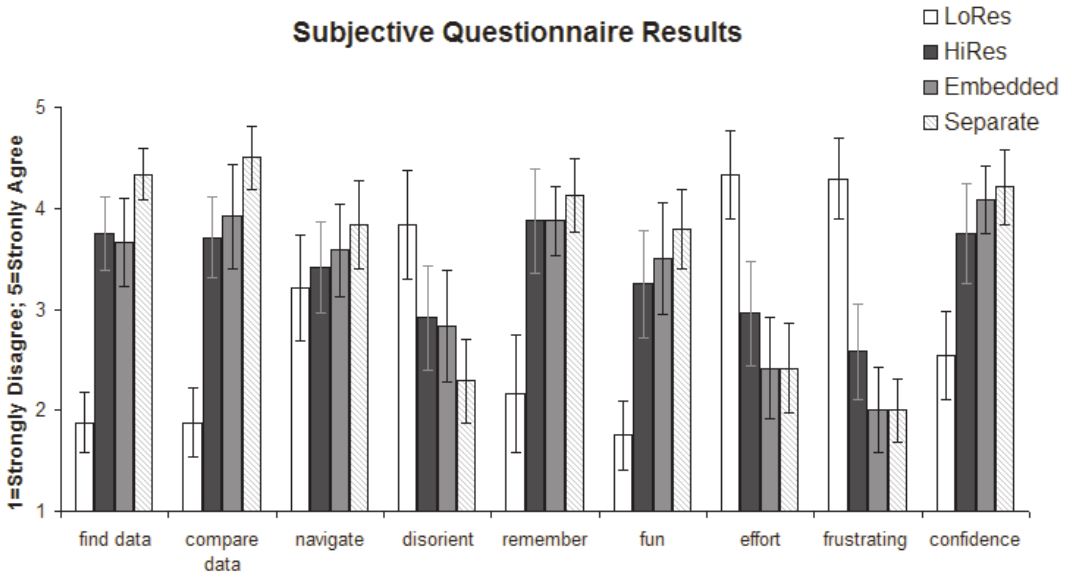 Subjective Questionnaire Results
LoRes
HiRes
Embedded
Separate
1=Strongly Disagree; 5=Stronly Agree
5
4
3
2
1
find data
compare
data
navigate
disorient
remember
fun
effort
frustrating
confidence